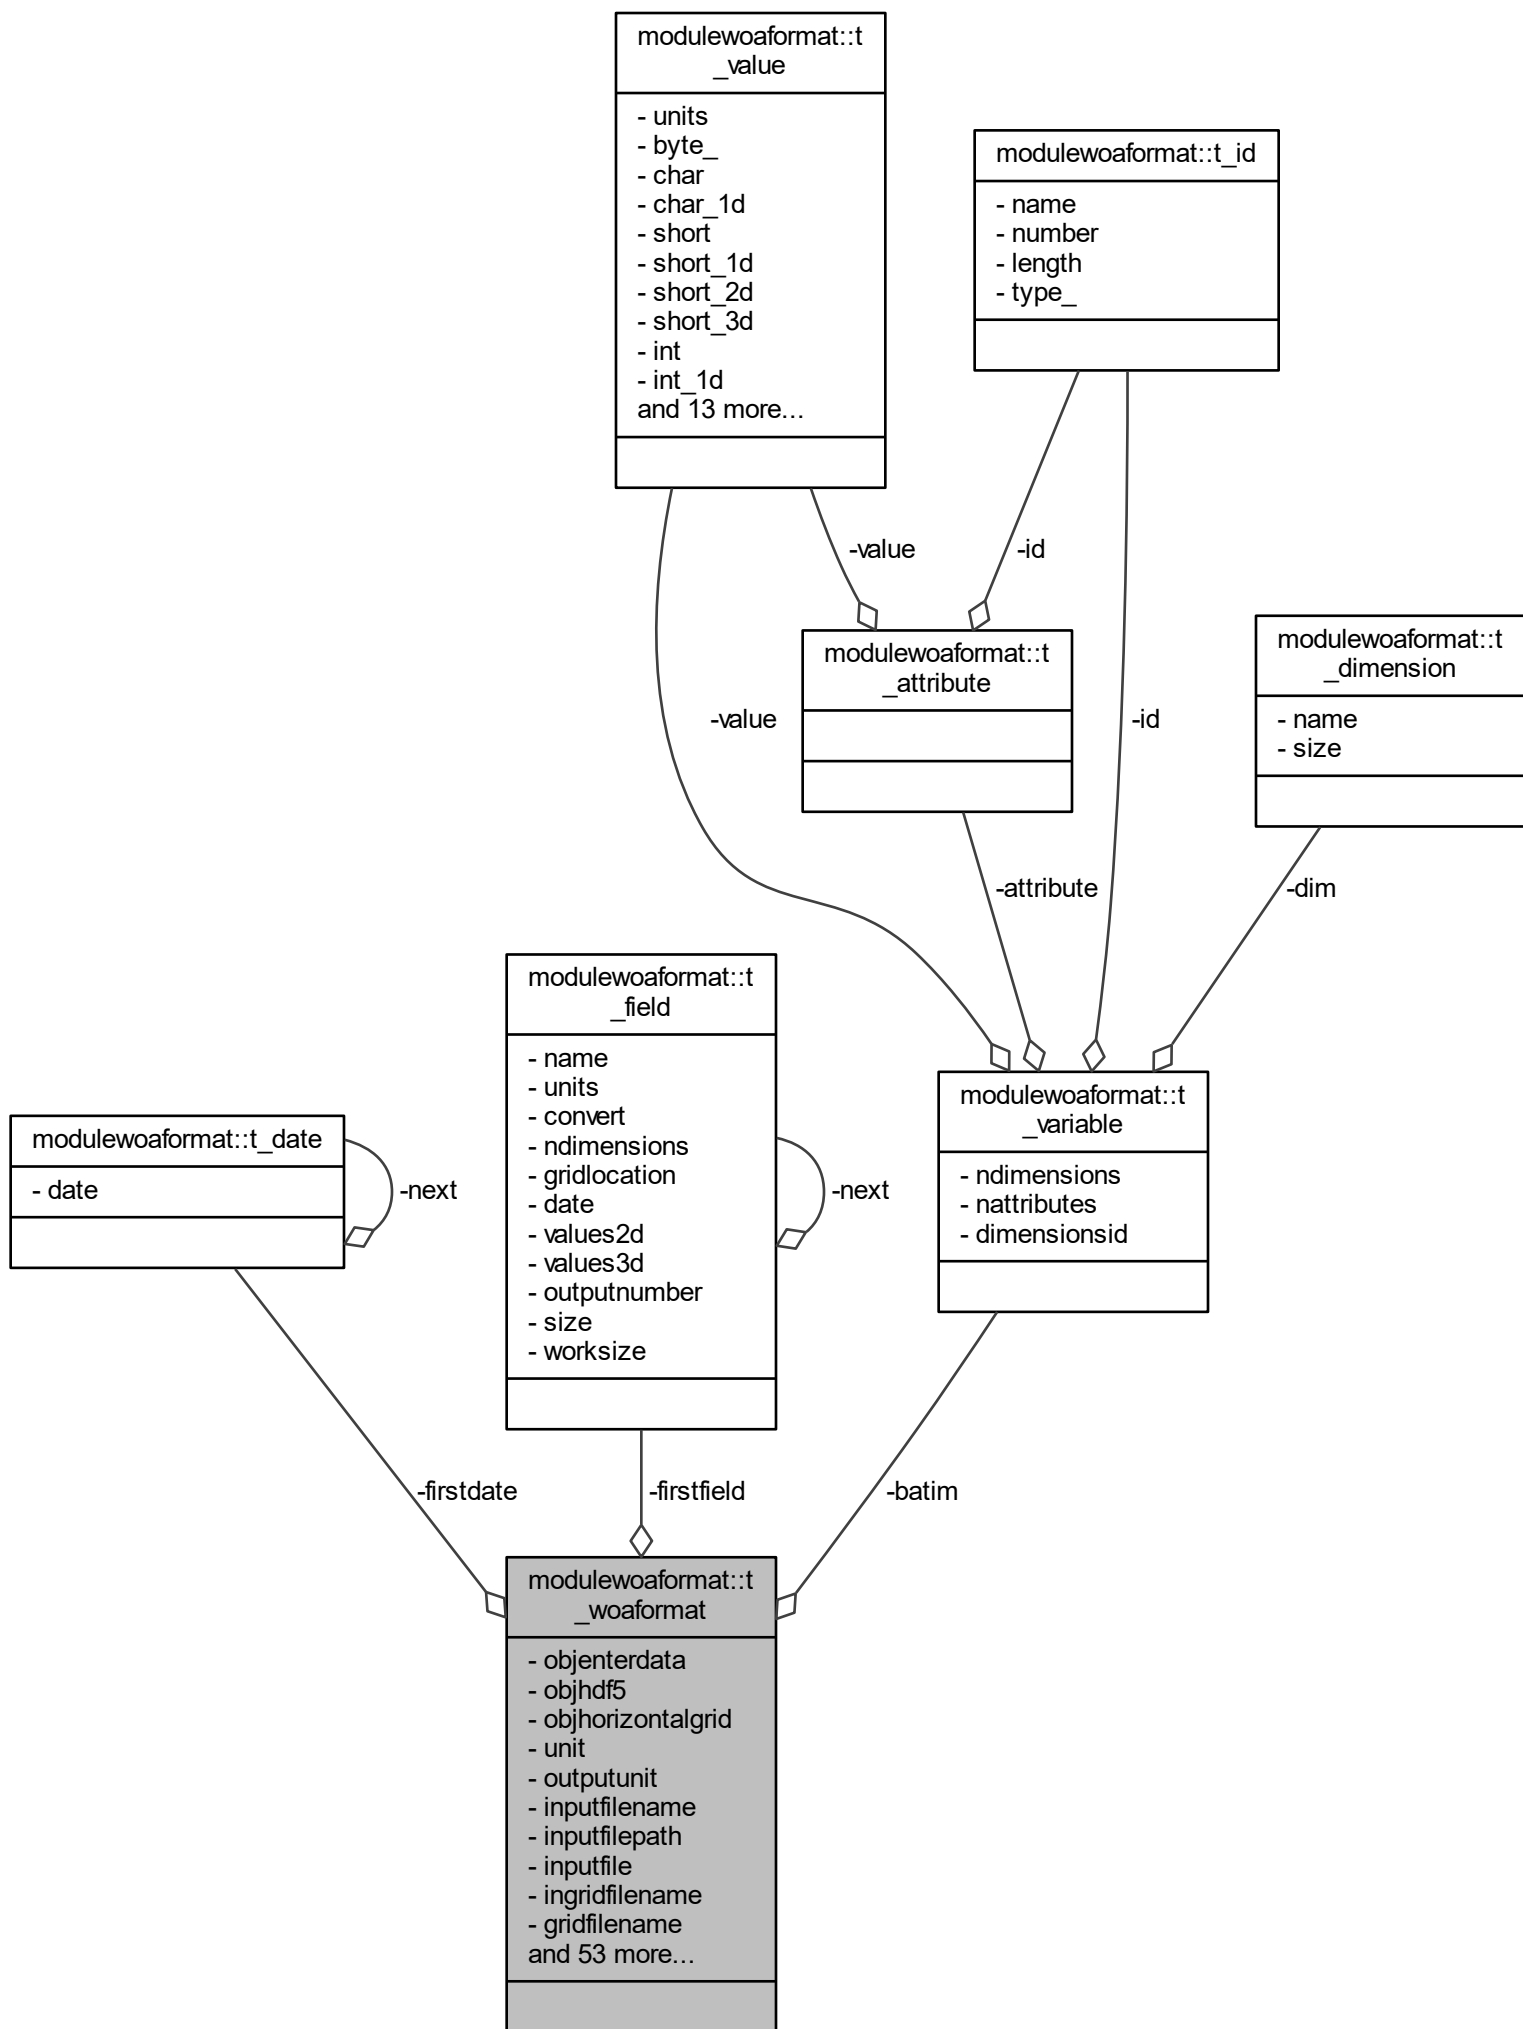 modulewoaformat::t
_value
- units
- byte_
- char
- char_1d
- short
- short_1d
- short_2d
- short_3d
- int
- int_1d
and 13 more...
modulewoaformat::t_id
- name
- number
- length
- type_
-value
-id
modulewoaformat::t
_attribute
modulewoaformat::t
_dimension
- name
- size
-value
-id
-attribute
-dim
modulewoaformat::t
_field
- name
- units
- convert
- ndimensions
- gridlocation
- date
- values2d
- values3d
- outputnumber
- size
- worksize
-next
modulewoaformat::t
_variable
- ndimensions
- nattributes
- dimensionsid
modulewoaformat::t_date
- date
-next
-firstdate
-firstfield
-batim
modulewoaformat::t
_woaformat
- objenterdata
- objhdf5
- objhorizontalgrid
- unit
- outputunit
- inputfilename
- inputfilepath
- inputfile
- ingridfilename
- gridfilename
and 53 more...